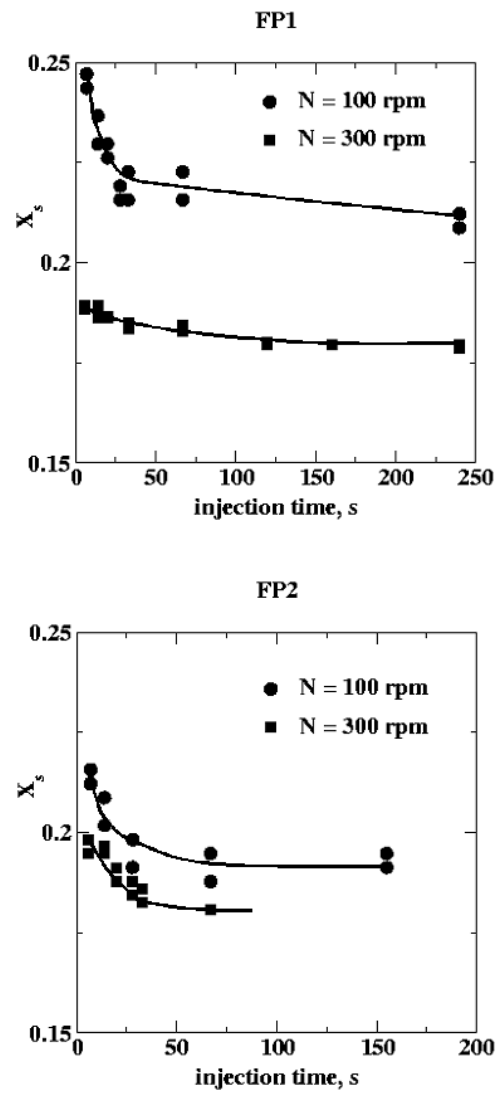 FP1
0.25
N = 100 rpm
N = 300 rpm
X_s
0.2
0.15
0 50 100 150 200 250
injection time, s
FP2
0.25
N = 100 rpm
N = 300 rpm
X_s
0.2
0.15
0 50 100 150 200
injection time, s